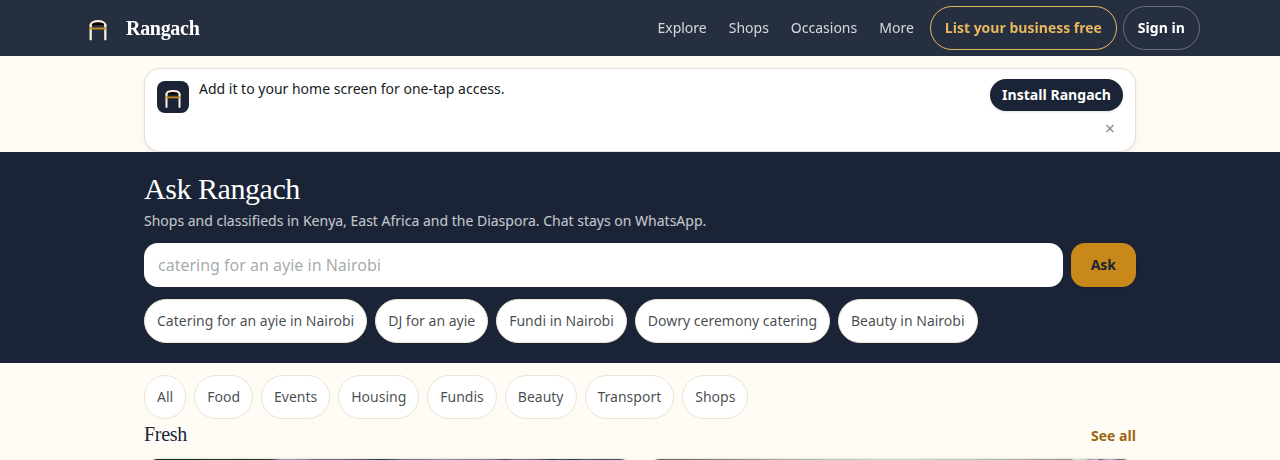 Rangach
Explore Shops Occasions More List your business free Sign in
Add it to your home screen for one-tap access.
Install Rangach
×
Ask Rangach
Shops and classifieds in Kenya, East Africa and the Diaspora. Chat stays on WhatsApp.
catering for an ayie in Nairobi Ask
Catering for an ayie in Nairobi DJ for an ayie Fundi in Nairobi Dowry ceremony catering Beauty in Nairobi
All Food Events Housing Fundis Beauty Transport Shops
Fresh See all